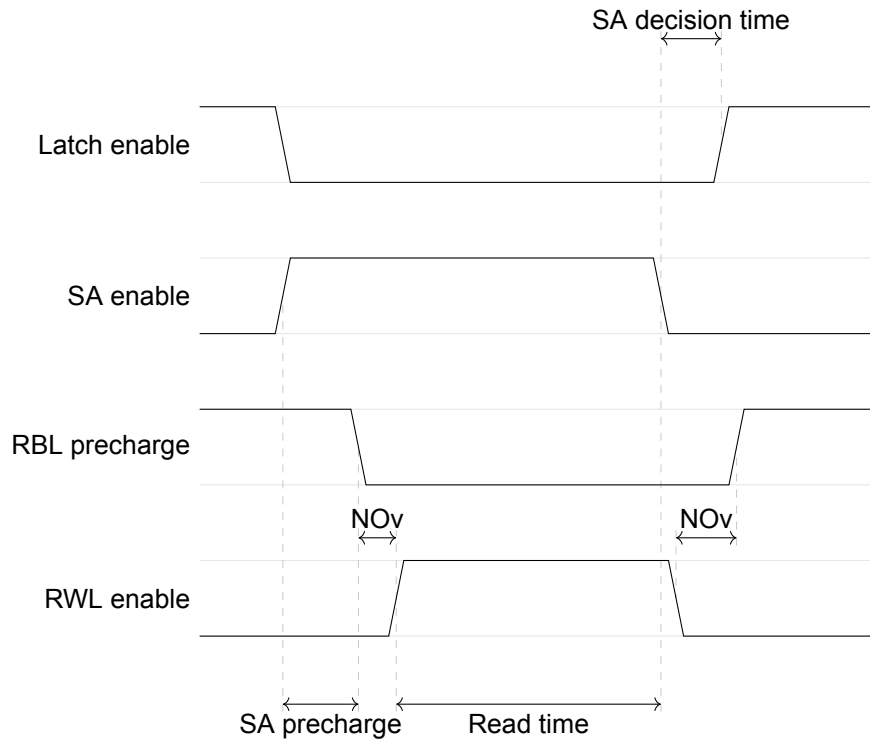 SA decision time
Latch enable
SA enable
RBL precharge
NOv
NOv
RWL enable
SA precharge
Read time